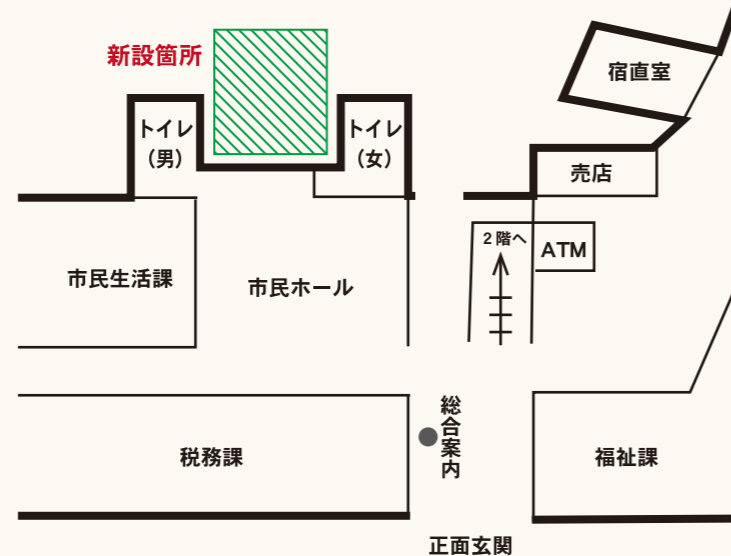 新設箇所
宿直室
トイレ
(男)
トイレ
(女)
売店
2階へ
ATM
市民生活課
市民ホール
総合案内
税務課
福祉課
正面玄関